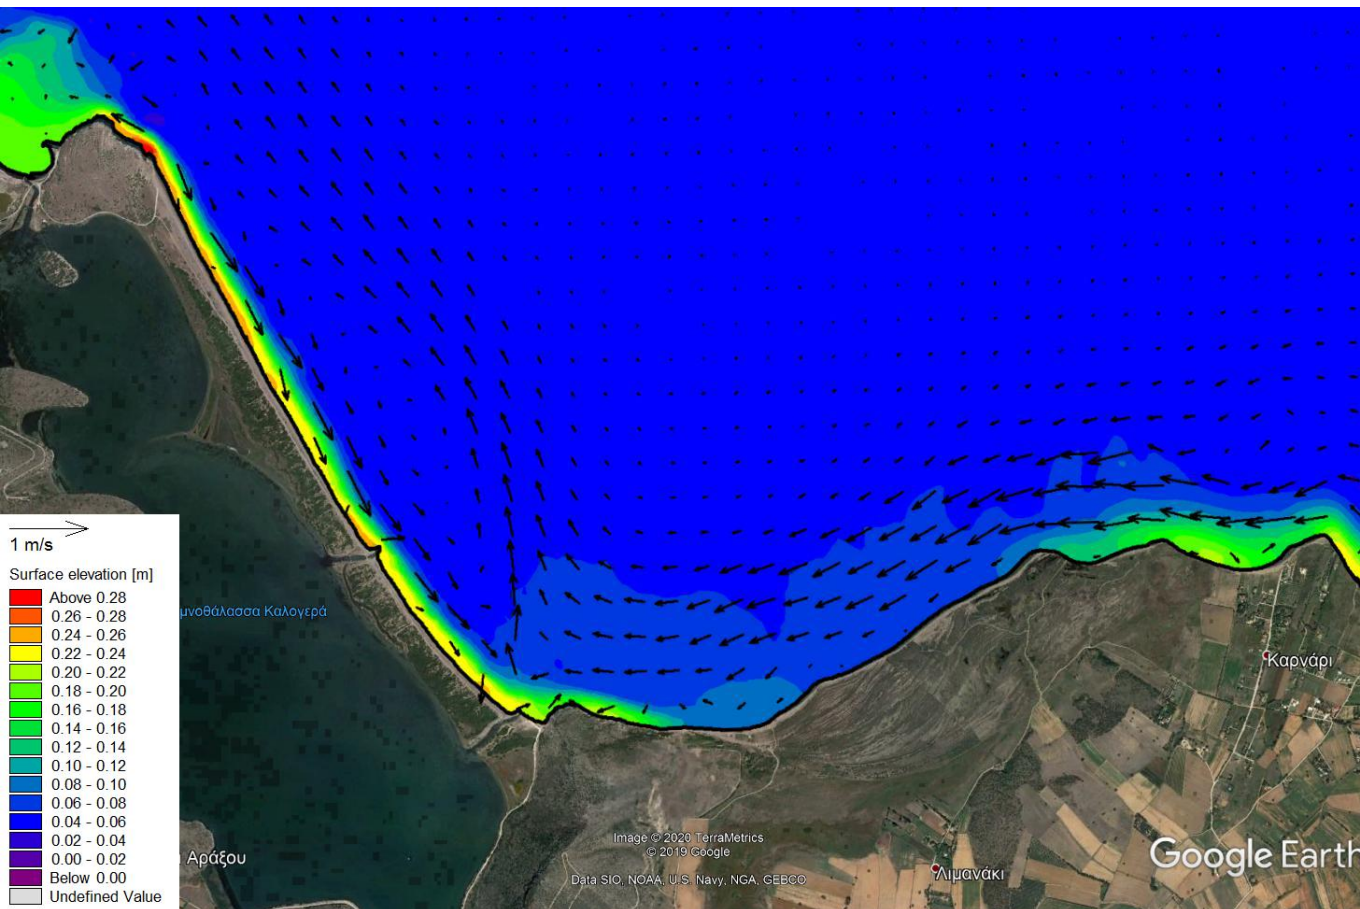 1 m/s
Surface elevation [m]
Above 0.28
0.26 - 0.28
0.24 - 0.26
0.22 - 0.24
0.20 - 0.22
0.18 - 0.20
0.16 - 0.18
0.14 - 0.16
0.12 - 0.14
0.10 - 0.12
0.08 - 0.10
0.06 - 0.08
0.04 - 0.06
0.02 - 0.04
0.00 - 0.02
Below 0.00
Undefined Value
μνοθάλασσα Καλογερά
Αράξου
Καρνάρι
Λιμανάκι
Image © 2020 TerraMetrics
© 2019 Google
Data SIO, NOAA, U.S. Navy, NGA, GEBCO
Google Earth